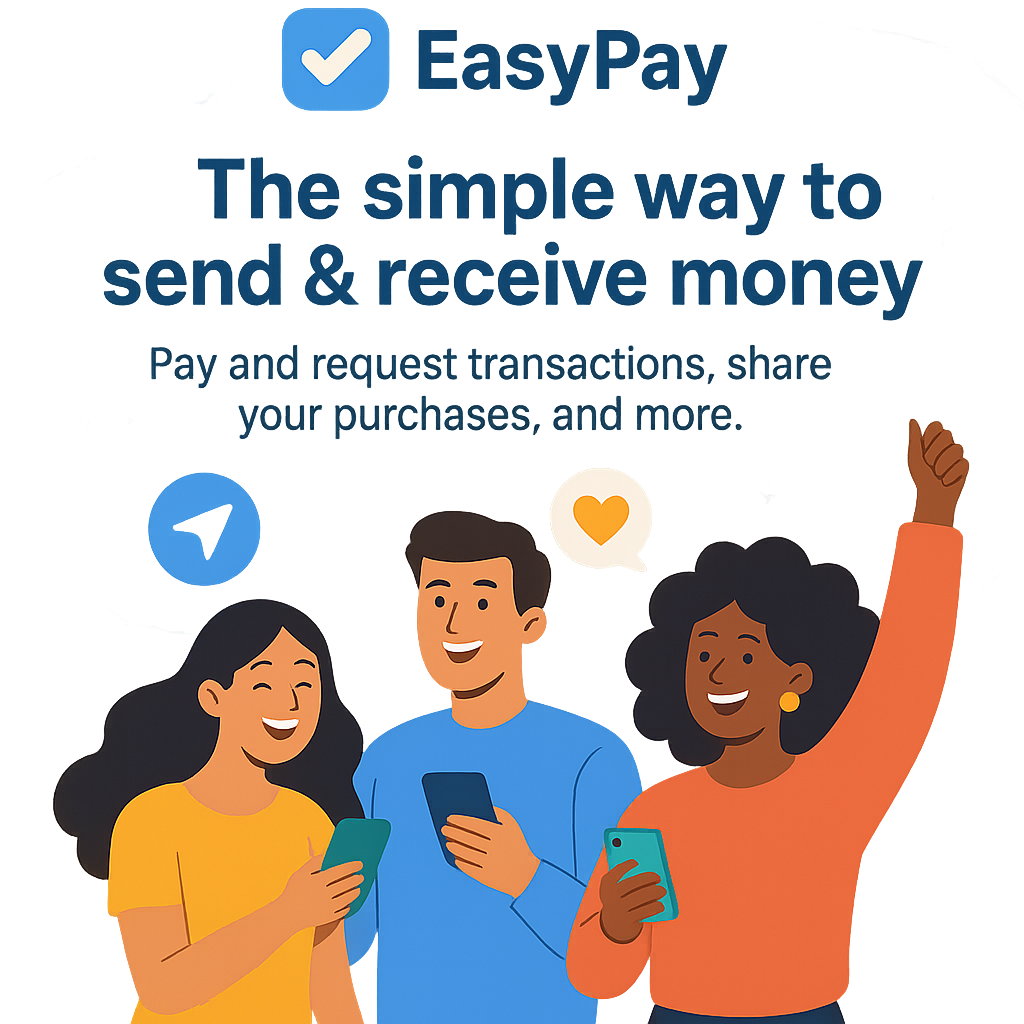 EasyPay
The simple way to
send & receive money
Pay and request transactions, share
your purchases, and more.